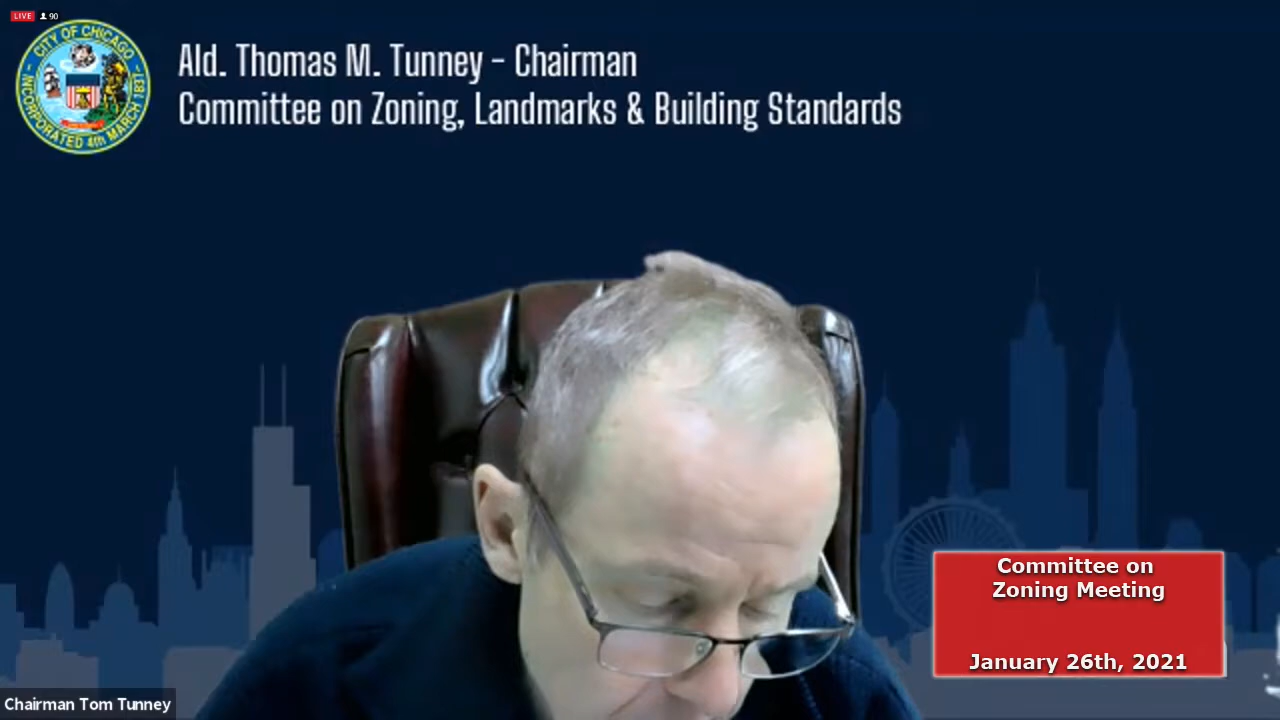 LIVE 90
CITY OF CHICAGO
INCORPORATED 4th MARCH 1837
Ald. Thomas M. Tunney - Chairman
Committee on Zoning, Landmarks & Building Standards
Committee on
Zoning Meeting
January 26th, 2021
Chairman Tom Tunney